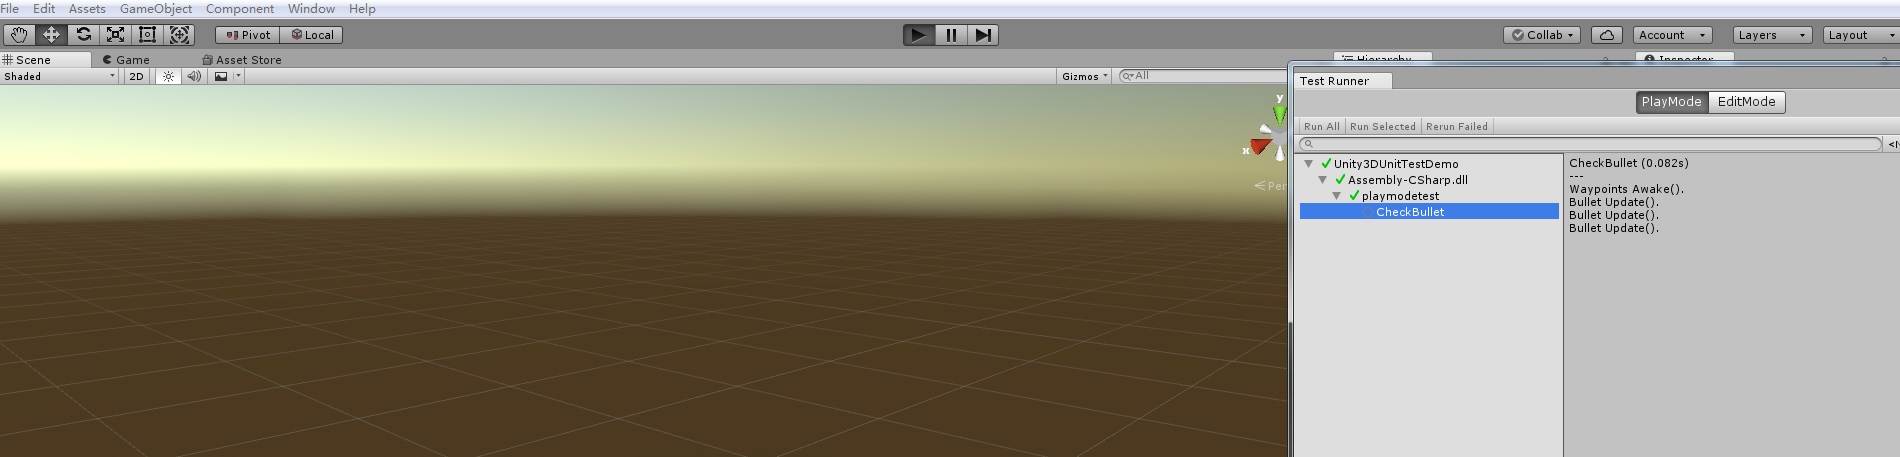 File Edit Assets GameObject Component Window Help
Pivot Local Collab Account Layers Layout
Scene Game Asset Store Hierarchy Inspector
Shaded 2D Gizmos All
Test Runner
PlayMode EditMode
Run All Run Selected Rerun Failed
y
x
Unity3DUnitTestDemo
Assembly-CSharp.dll
playmodetest
CheckBullet
CheckBullet (0.082s)
---
Waypoints Awake().
Bullet Update().
Bullet Update().
Bullet Update().